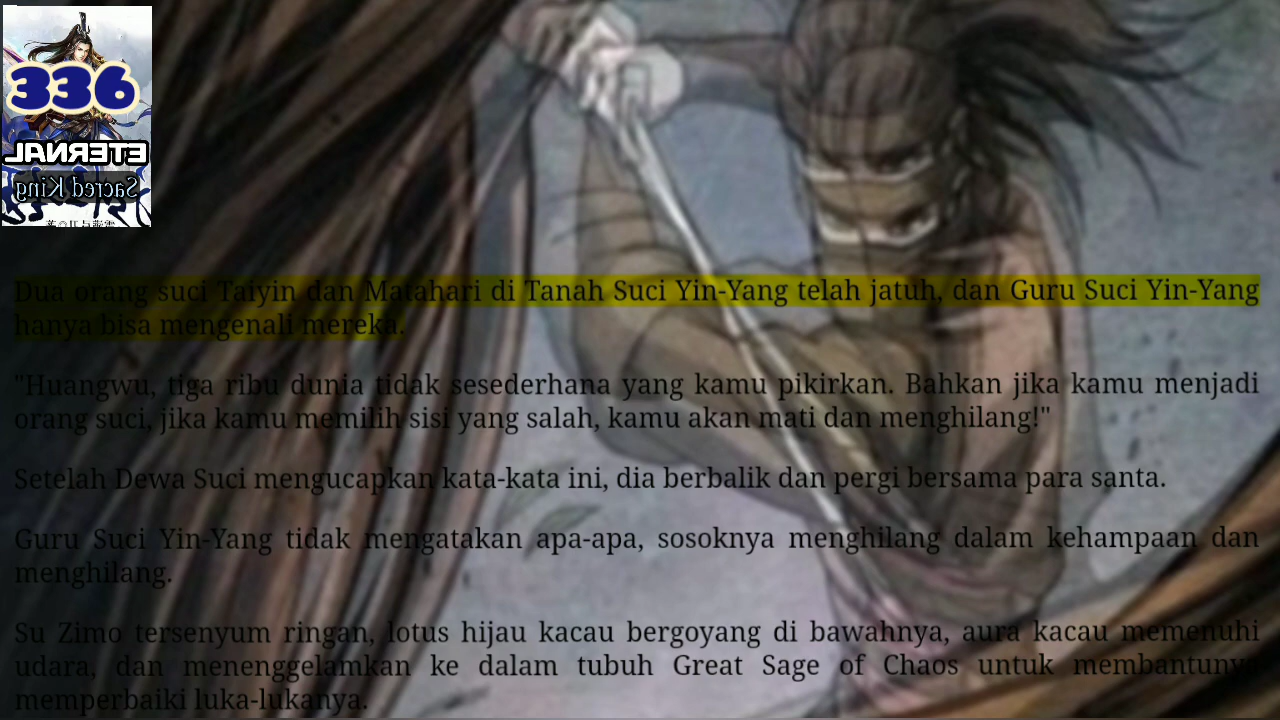 336
ETERNAL
Sacred King
Dua orang suci Taiyin dan Matahari di Tanah Suci Yin-Yang telah jatuh, dan Guru Suci Yin-Yang
hanya bisa mengenali mereka.
"Huangwu, tiga ribu dunia tidak sesederhana yang kamu pikirkan. Bahkan jika kamu menjadi
orang suci, jika kamu memilih sisi yang salah, kamu akan mati dan menghilang!"
Setelah Dewa Suci mengucapkan kata-kata ini, dia berbalik dan pergi bersama para santa.
Guru Suci Yin-Yang tidak mengatakan apa-apa, sosoknya menghilang dalam kehampaan dan
menghilang.
Su Zimo tersenyum ringan, lotus hijau kacau bergoyang di bawahnya, aura kacau memenuhi
udara, dan menenggelamkan ke dalam tubuh Great Sage of Chaos untuk membantunya
memperbaiki luka-lukanya.